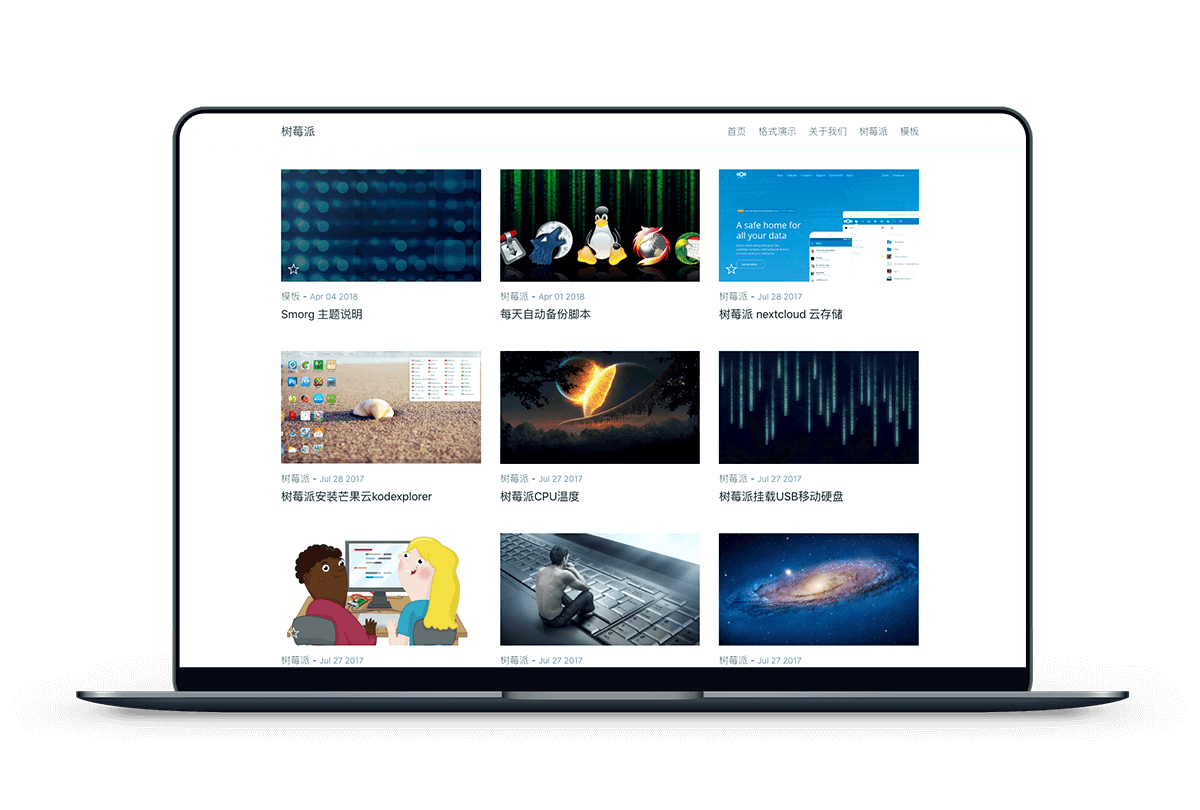 树莓派
首页 格式演示 关于我们 树莓派 模板
A safe home for
all your data
模板 - Apr 04 2018
Smorg 主题说明
树莓派 - Apr 01 2018
每天自动备份脚本
树莓派 - Jul 28 2017
树莓派 nextcloud 云存储
树莓派 - Jul 28 2017
树莓派安装芒果云kodexplorer
树莓派 - Jul 27 2017
树莓派CPU温度
树莓派 - Jul 27 2017
树莓派挂载USB移动硬盘
树莓派 - Jul 27 2017
树莓派 - Jul 27 2017
树莓派 - Jul 27 2017